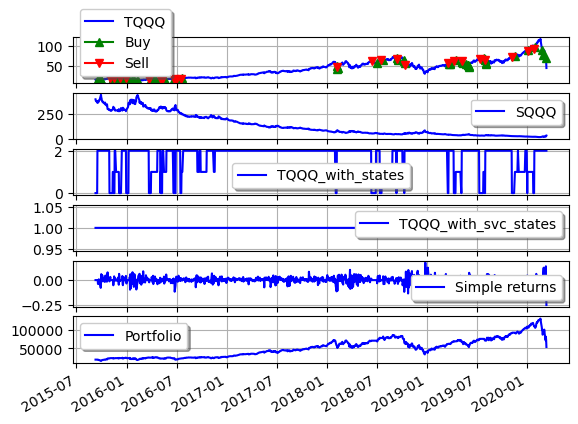 TQQQ
Buy
Sell
100
50
SQQQ
250
0
TQQQ_with_states
2
0
TQQQ_with_svc_states
1.05
1.00
0.95
Simple returns
0.00
−0.25
Portfolio
100000
50000
2015-07 2016-01 2016-07 2017-01 2017-07 2018-01 2018-07 2019-01 2019-07 2020-01